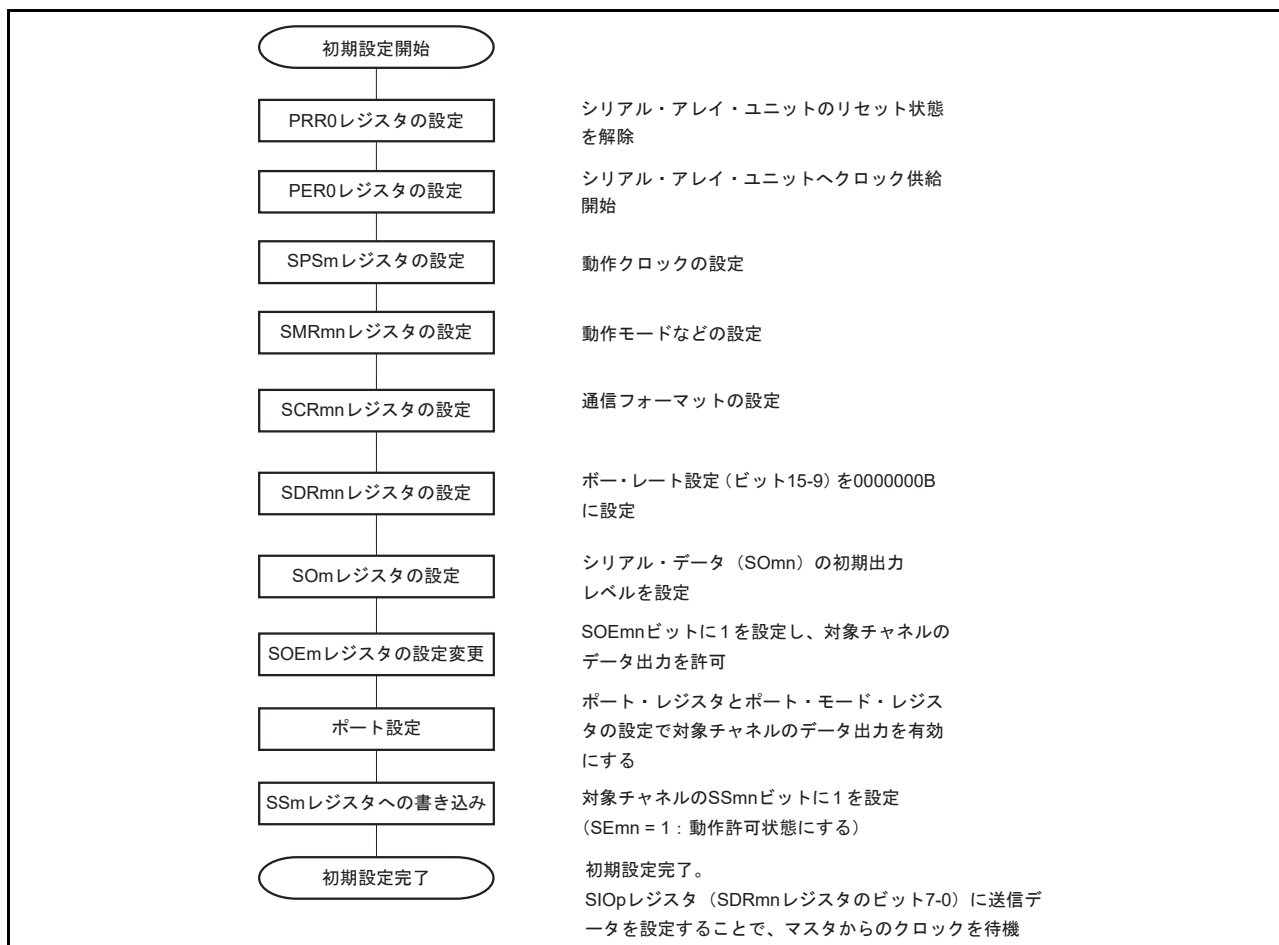 初期設定開始
PRR0レジスタの設定
シリアル・アレイ・ユニットのリセット状態
を解除
PER0レジスタの設定
シリアル・アレイ・ユニットへクロック供給
開始
SPSmレジスタの設定
動作クロックの設定
SMRmnレジスタの設定
動作モードなどの設定
SCRmnレジスタの設定
通信フォーマットの設定
SDRmnレジスタの設定
ボー・レート設定（ビット15-9）を0000000B
に設定
SOmレジスタの設定
シリアル・データ（SOmn）の初期出力
レベルを設定
SOEmレジスタの設定変更
SOEmnビットに1を設定し、対象チャネルの
データ出力を許可
ポート設定
ポート・レジスタとポート・モード・レジス
タの設定で対象チャネルのデータ出力を有効
にする
SSmレジスタへの書き込み
対象チャネルのSSmnビットに1を設定
（SEmn = 1：動作許可状態にする）
初期設定完了
初期設定完了。
SIOpレジスタ（SDRmnレジスタのビット7-0）に送信デ
ータを設定することで、マスタからのクロックを待機